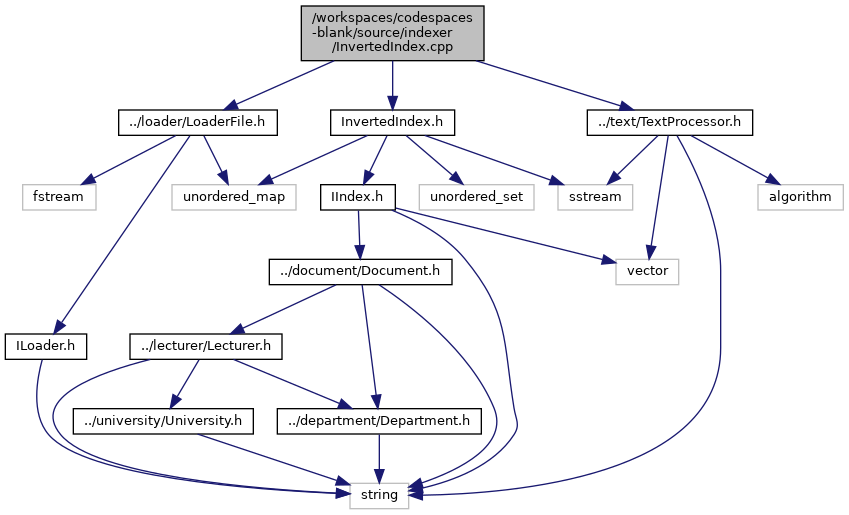 /workspaces/codespaces
-blank/source/indexer
/InvertedIndex.cpp
../loader/LoaderFile.h
InvertedIndex.h
../text/TextProcessor.h
fstream
unordered_map
IIndex.h
unordered_set
sstream
algorithm
../document/Document.h
vector
ILoader.h
../lecturer/Lecturer.h
../university/University.h
../department/Department.h
string